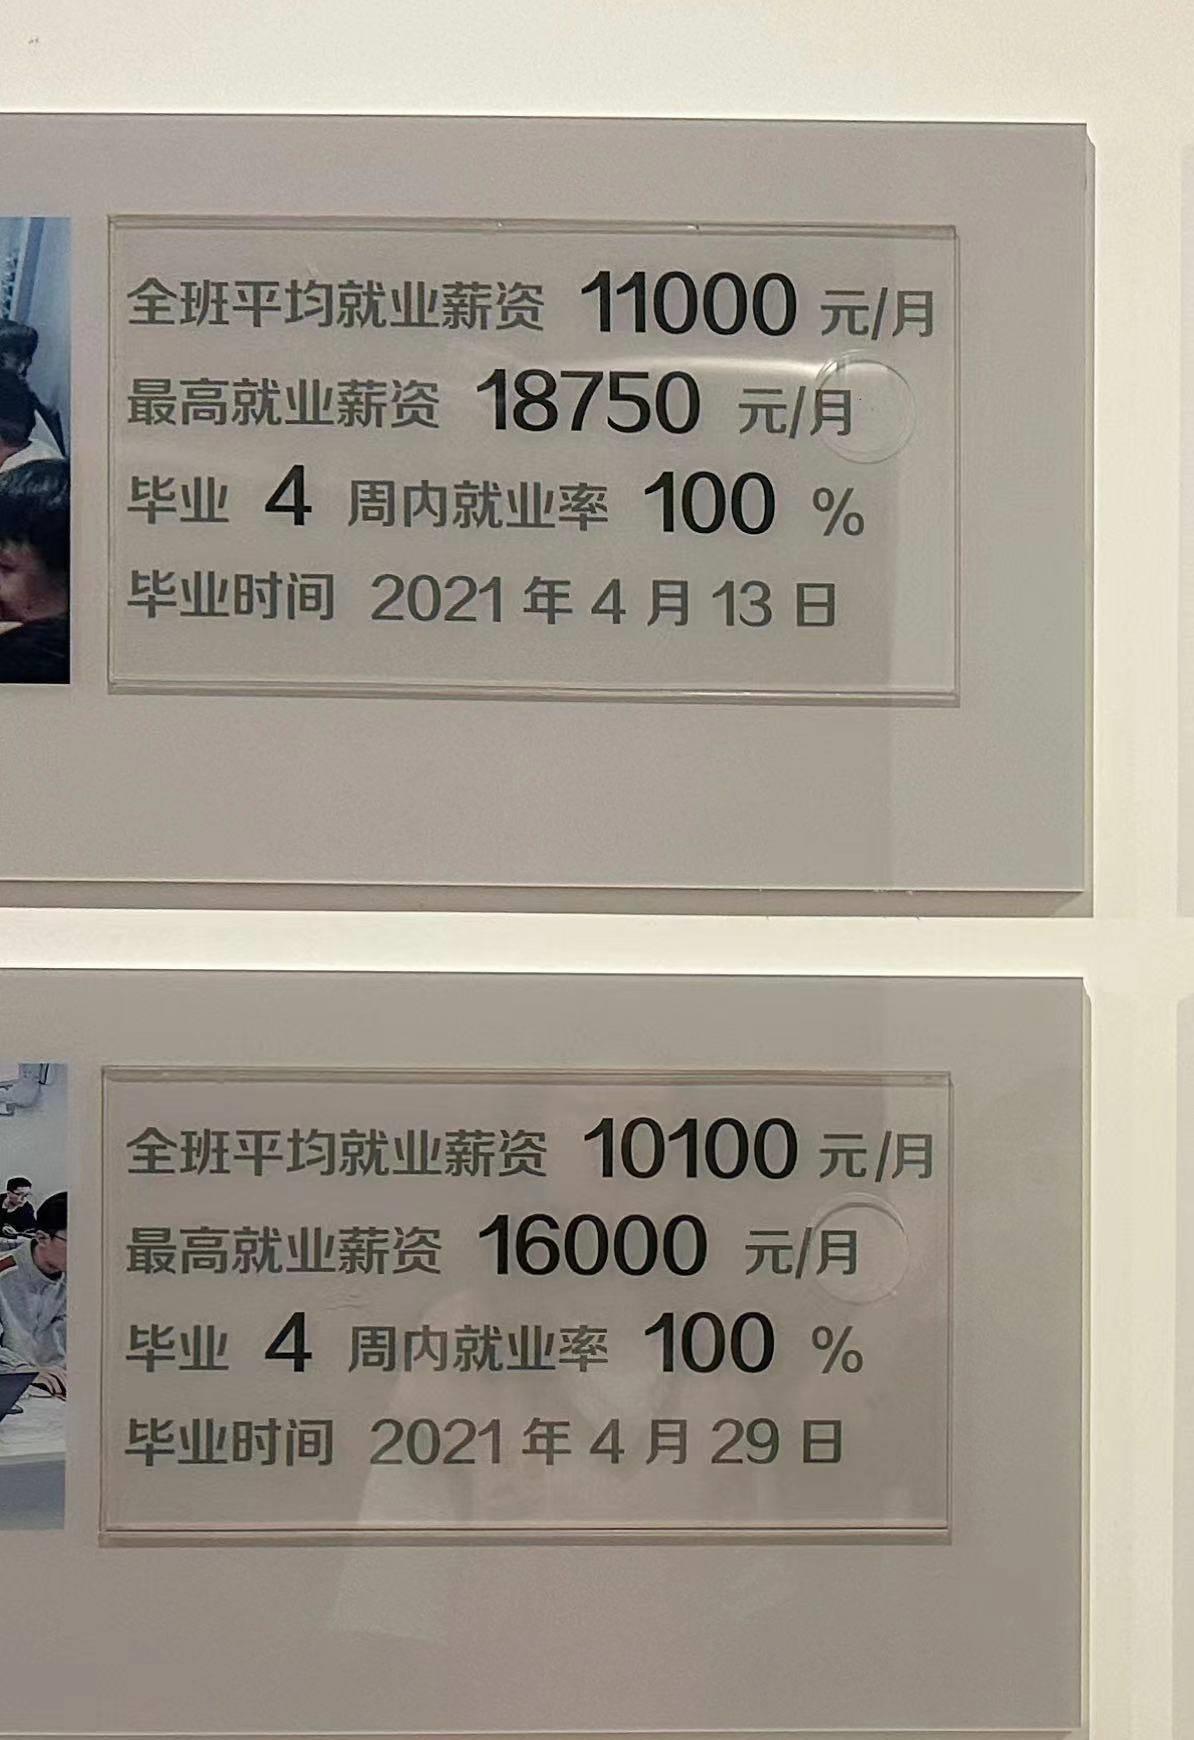 全班平均就业薪资 11000 元/月
最高就业薪资 18750 元/月
毕业 4 周内就业率 100 %
毕业时间 2021 年 4 月 13 日
全班平均就业薪资 10100 元/月
最高就业薪资 16000 元/月
毕业 4 周内就业率 100 %
毕业时间 2021 年 4 月 29 日